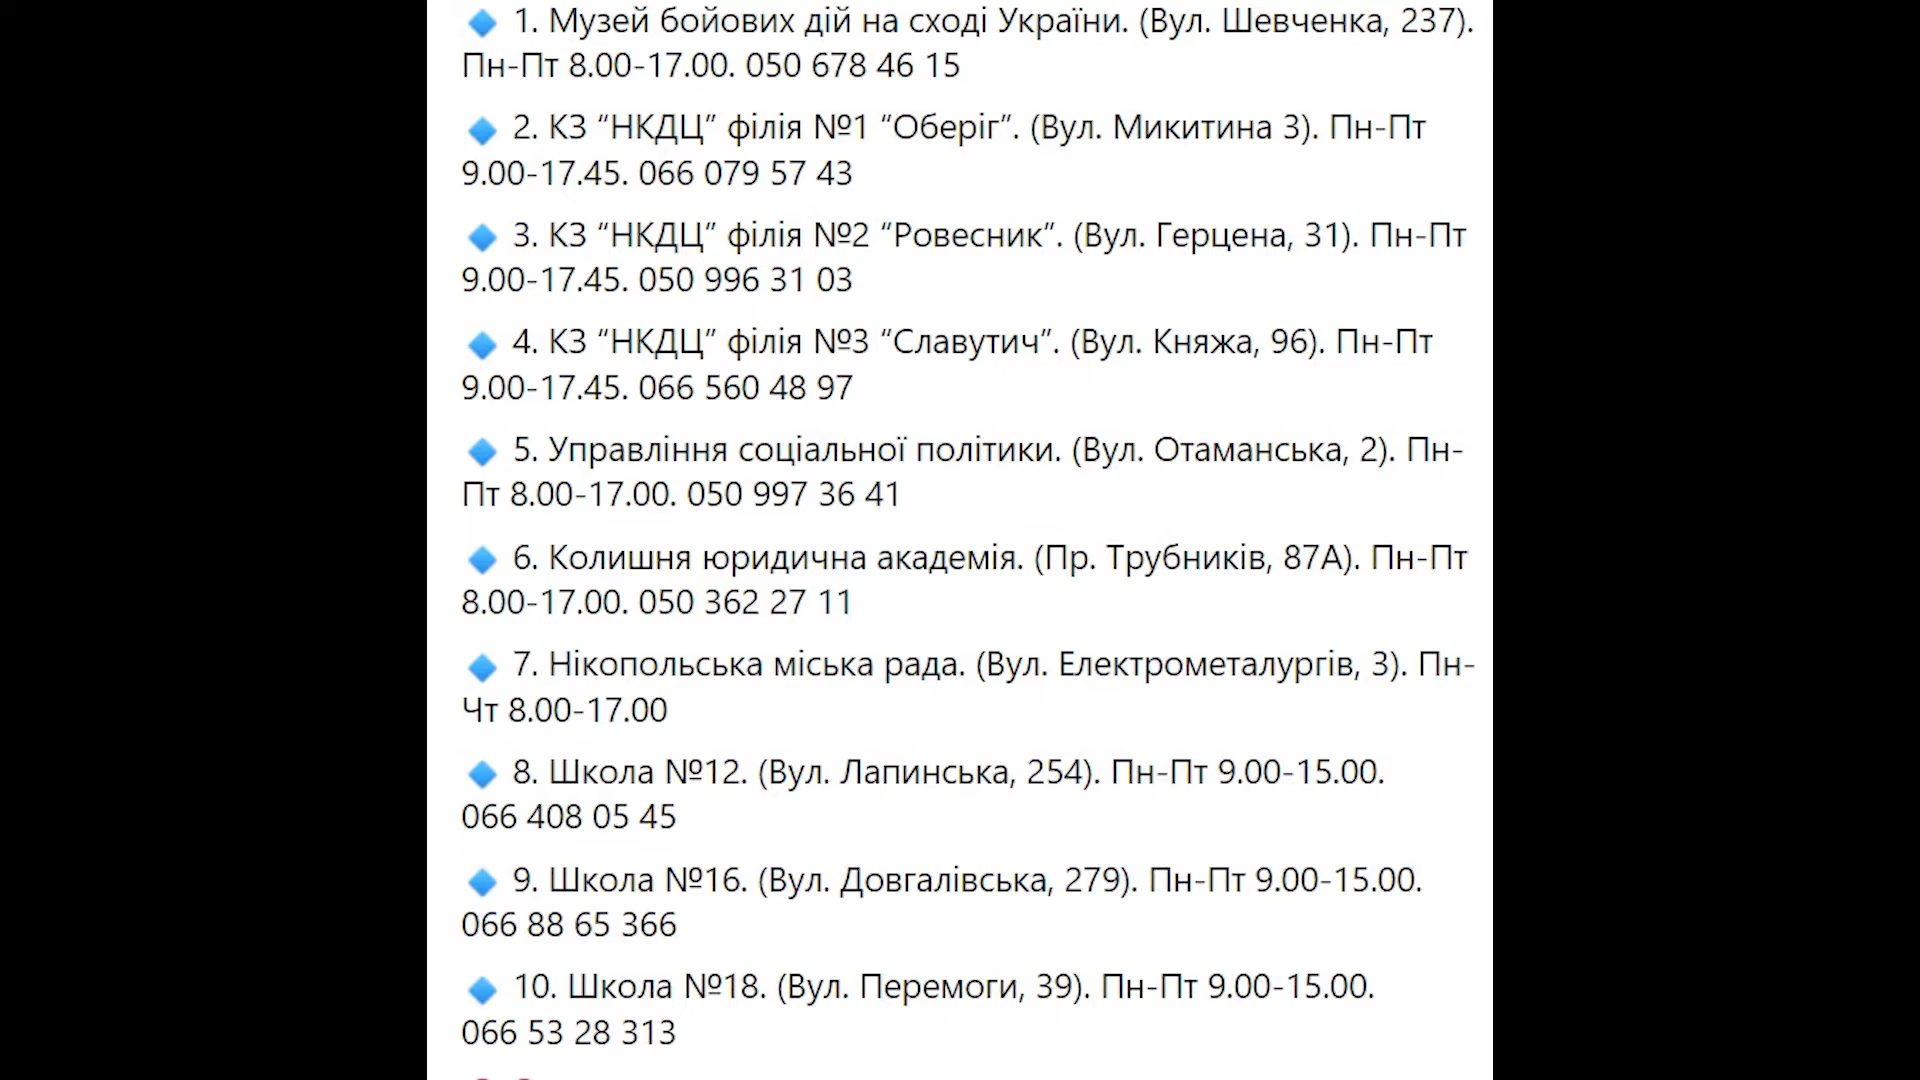 1. Музей бойових дій на сході України. (Вул. Шевченка, 237).
Пн-Пт 8.00-17.00. 050 678 46 15
2. КЗ “НКДЦ” філія №1 “Оберіг”. (Вул. Микитина 3). Пн-Пт
9.00-17.45. 066 079 57 43
3. КЗ “НКДЦ” філія №2 “Ровесник”. (Вул. Герцена, 31). Пн-Пт
9.00-17.45. 050 996 31 03
4. КЗ “НКДЦ” філія №3 “Славутич”. (Вул. Княжа, 96). Пн-Пт
9.00-17.45. 066 560 48 97
5. Управління соціальної політики. (Вул. Отаманська, 2). Пн-
Пт 8.00-17.00. 050 997 36 41
6. Колишня юридична академія. (Пр. Трубників, 87А). Пн-Пт
8.00-17.00. 050 362 27 11
7. Нікопольська міська рада. (Вул. Електрометалургів, 3). Пн-
Чт 8.00-17.00
8. Школа №12. (Вул. Лапинська, 254). Пн-Пт 9.00-15.00.
066 408 05 45
9. Школа №16. (Вул. Довгалівська, 279). Пн-Пт 9.00-15.00.
066 88 65 366
10. Школа №18. (Вул. Перемоги, 39). Пн-Пт 9.00-15.00.
066 53 28 313